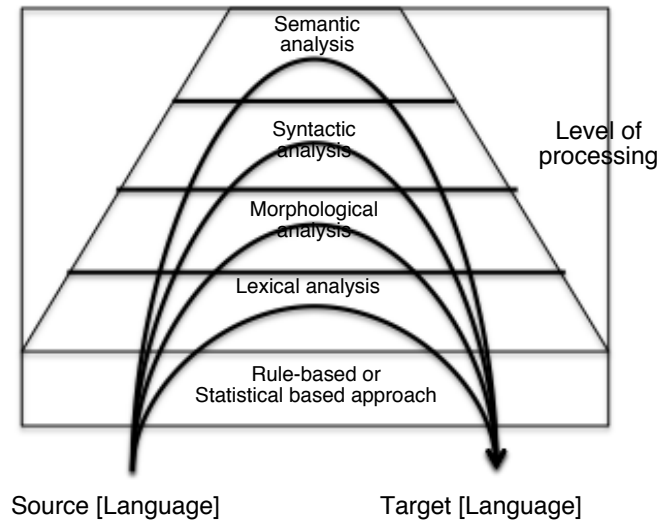 Semantic
analysis
Syntactic
analysis
Level of
processing
Morphological
analysis
Lexical analysis
Rule-based or
Statistical based approach
Source [Language]
Target [Language]